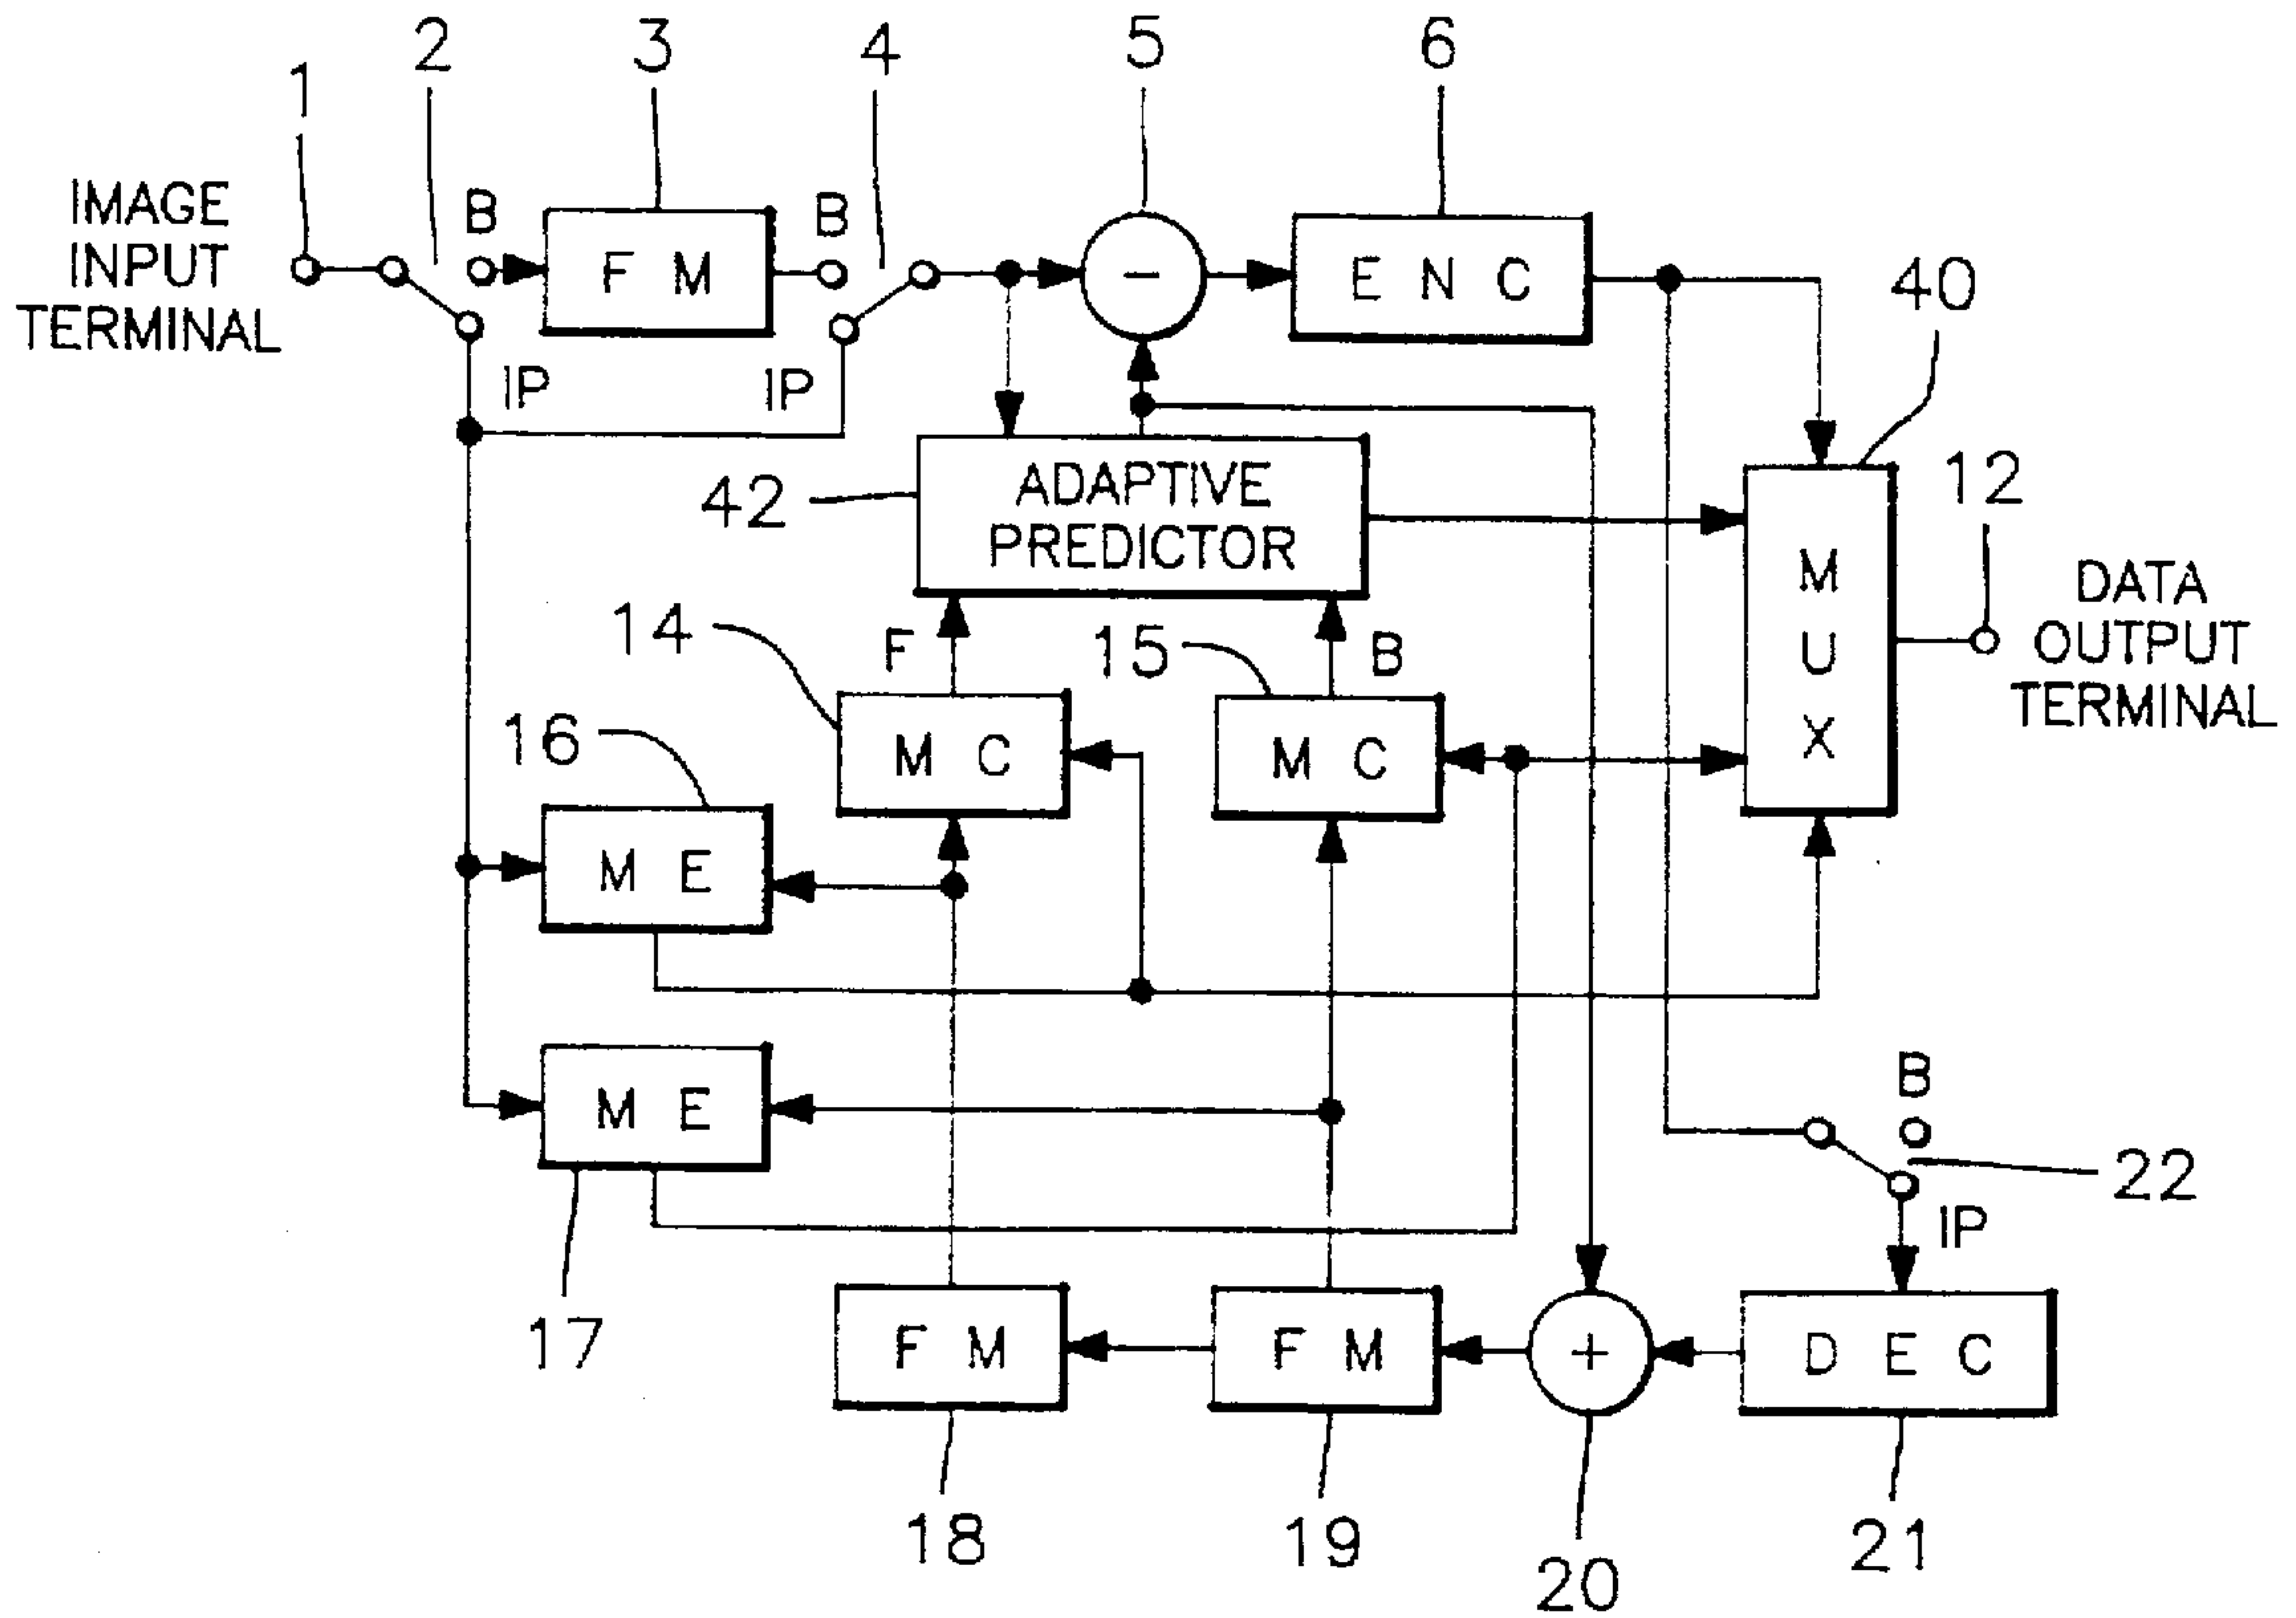 1
2
3
4
5
6
IMAGE
INPUT
TERMINAL
B
F M
B
−
E N C
40
IP
IP
42
ADAPTIVE
PREDICTOR
12
M
U
X
DATA
OUTPUT
TERMINAL
14
F
15
B
16
M C
M C
M E
M E
B
22
IP
17
F M
F M
+
D E C
18
19
20
21